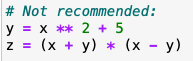 # Not recommended:
y = x ** 2 + 5
z = (x + y) * (x - y)